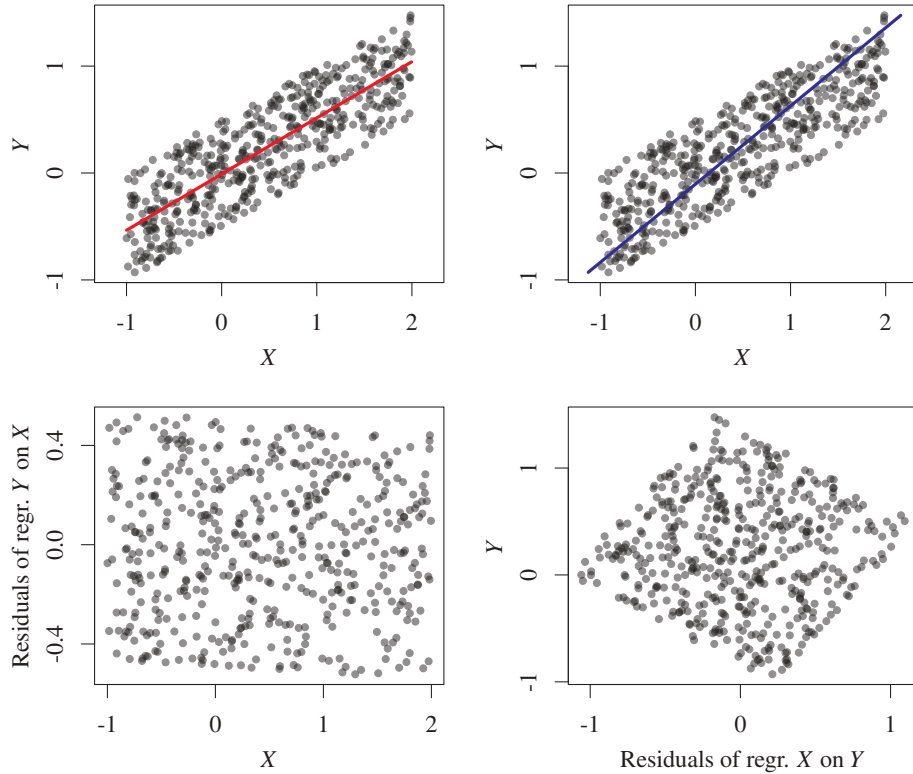 Y
1
0
-1
-1 0 1 2
X
Y
1
0
-1
-1 0 1 2
X
Residuals of regr. Y on X
0.4
0.0
-0.4
-1 0 1 2
X
Y
1
0
-1
-1 0 1
Residuals of regr. X on Y